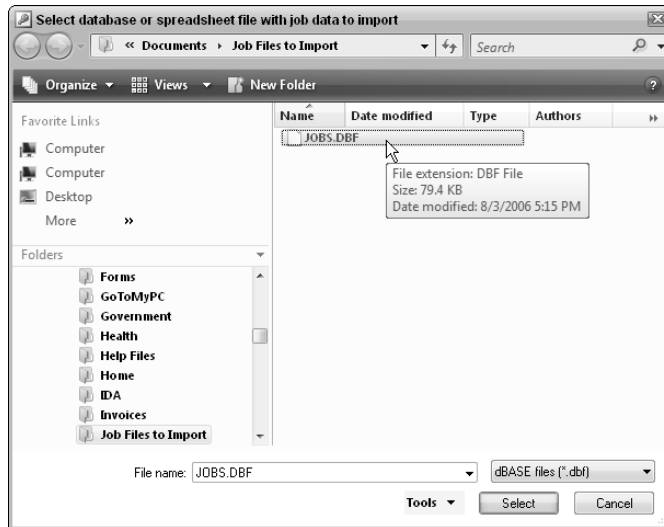 Select database or spreadsheet file with job data to import
« Documents › Job Files to Import
Search
Organize Views New Folder ?
Favorite Links
Computer
Computer
Desktop
More »
Name Date modified Type Authors »
JOBS.DBF
File extension: DBF File
Size: 79.4 KB
Date modified: 8/3/2006 5:15 PM
Folders
Forms
GoToMyPC
Government
Health
Help Files
Home
IDA
Invoices
Job Files to Import
File name: JOBS.DBF dBASE files (*.dbf)
Tools Select Cancel